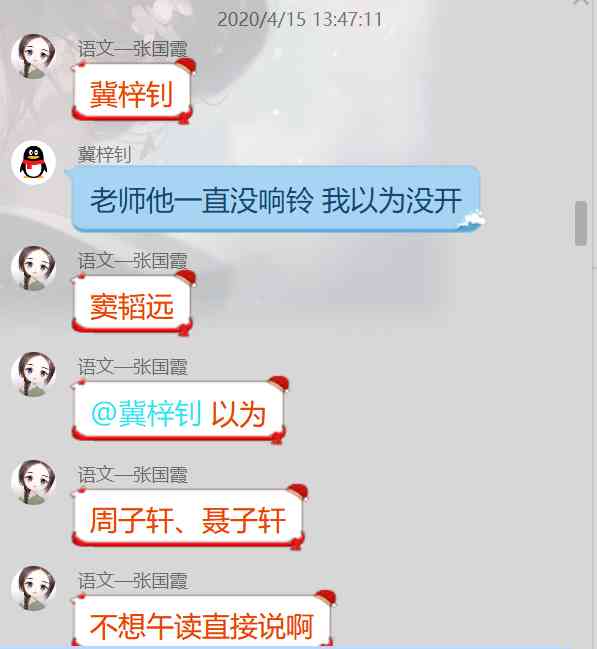 2020/4/15 13:47:11
语文—张国霞
冀梓钊
冀梓钊
老师他一直没响铃 我以为没开
语文—张国霞
窦韬远
语文—张国霞
@冀梓钊 以为
语文—张国霞
周子轩、聂子轩
语文—张国霞
不想午读直接说啊